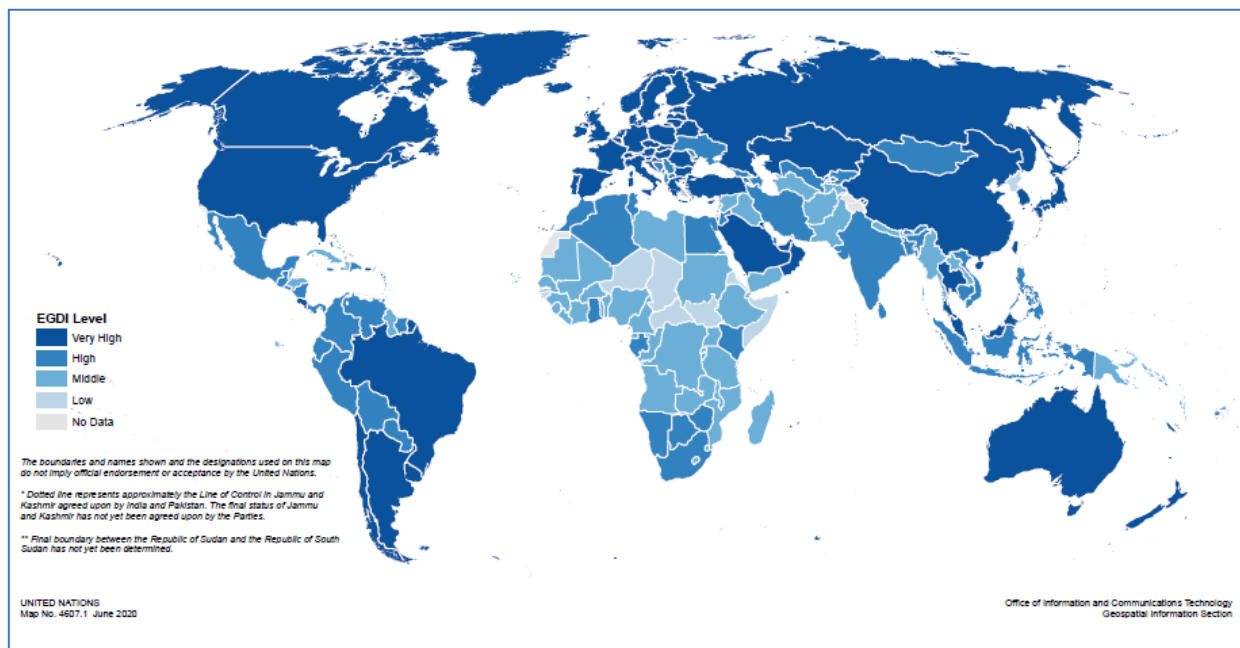 EGDI Level
Very High
High
Middle
Low
No Data
The boundaries and names shown and the designations used on this map
do not imply official endorsement or acceptance by the United Nations.
* Dotted line represents approximately the Line of Control in Jammu and
Kashmir agreed upon by India and Pakistan. The final status of Jammu
and Kashmir has not yet been agreed upon by the Parties.
** Final boundary between the Republic of Sudan and the Republic of South
Sudan has not yet been determined.
UNITED NATIONS
Map No. 4607.1 June 2020
Office of Information and Communications Technology
Geospatial Information Section